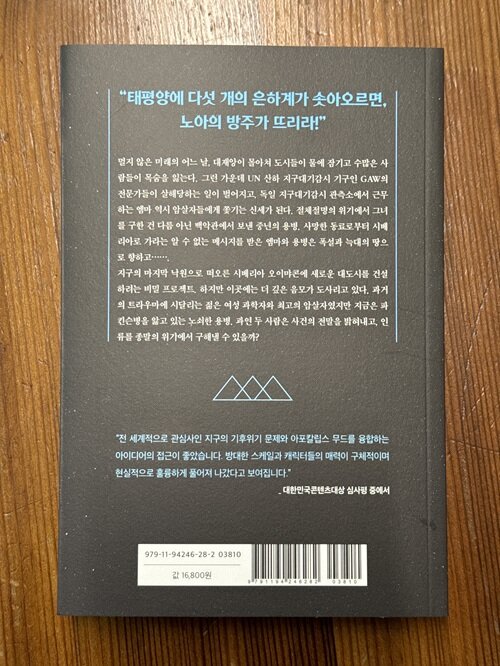 “태평양에 다섯 개의 은하계가 솟아오르면,
노아의 방주가 뜨리라!”
멀지 않은 미래의 어느 날, 대재앙이 몰아쳐 도시들이 물에 잠기고 수많은 사
람들이 목숨을 잃는다. 그런 가운데 UN 산하 지구대기감시 기구인 GAW의
전문가들이 살해당하는 일이 벌어지고, 독일 지구대기감시 관측소에서 근무
하는 엠마 역시 암살자들에게 쫓기는 신세가 된다. 절체절명의 위기에서 그녀
를 구한 건 다름 아닌 백악관에서 보낸 중년의 용병. 사망한 동료로부터 시베
리아로 가라는 알 수 없는 메시지를 받은 엠마와 용병은 독설과 늑대의 땅으
로 향하고…….
지구의 마지막 낙원으로 떠오른 시베리아 오이먀콘에 새로운 대도시를 건설
하려는 비밀 프로젝트. 하지만 이곳에는 더 깊은 음모가 도사리고 있다. 과거
의 트라우마에 시달리는 젊은 여성 과학자와 최고의 암살자였지만 지금은 파
킨슨병을 앓고 있는 노쇠한 용병. 과연 두 사람은 사건의 전말을 밝혀내고, 인
류를 종말의 위기에서 구해낼 수 있을까?
“전 세계적으로 관심사인 지구의 기후위기 문제와 아포칼립스 무드를 융합하는
아이디어의 접근이 좋았습니다. 방대한 스케일과 캐릭터들의 매력이 구체적이며
현실적으로 훌륭하게 풀어져 나갔다고 보여집니다.”
_ 대한민국콘텐츠대상 심사평 중에서
979-11-94246-28-2 03810
값 16,800원
9 791194 246282
03810